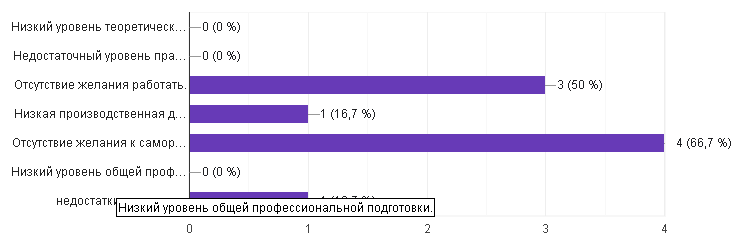 Низкий уровень теоретическ...
0 (0 %)
Недостаточный уровень пра...
0 (0 %)
Отсутствие желания работать.
3 (50 %)
Низкая производственная д...
1 (16,7 %)
Отсутствие желания к самор...
4 (66,7 %)
Низкий уровень общей проф...
0 (0 %)
недостатки
Низкий уровень общей профессиональной подготовки.
0
1
2
3
4